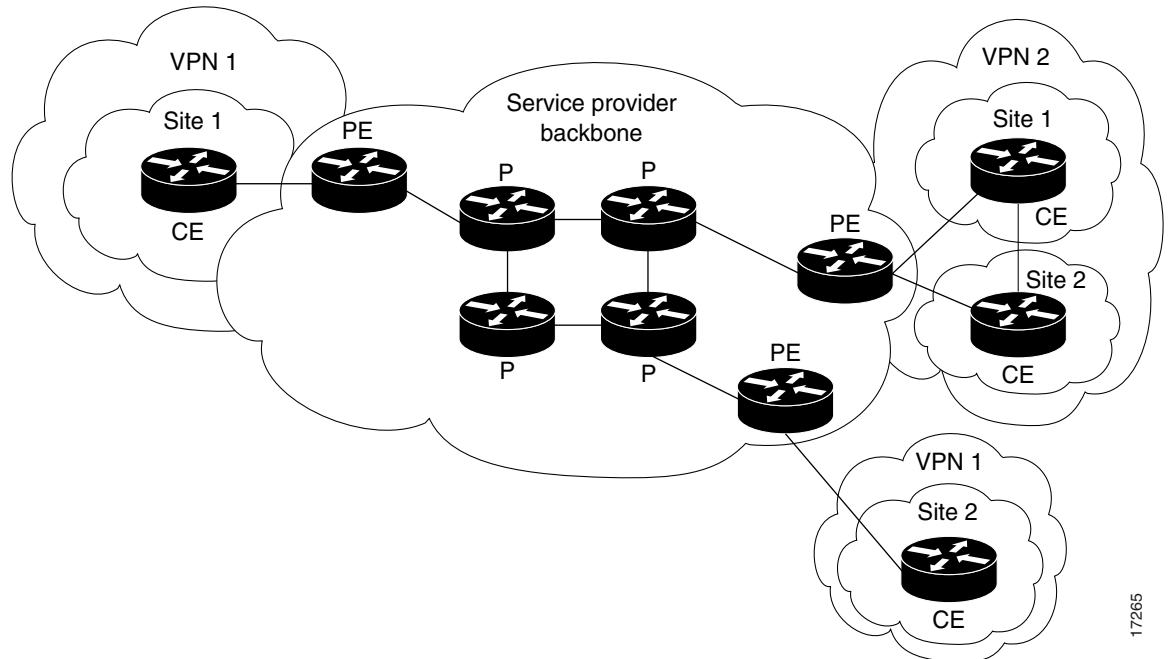 VPN 1
Site 1
CE
PE
Service provider
backbone
P
P
P
P
PE
PE
VPN 2
Site 1
CE
Site 2
CE
VPN 1
Site 2
CE
17265